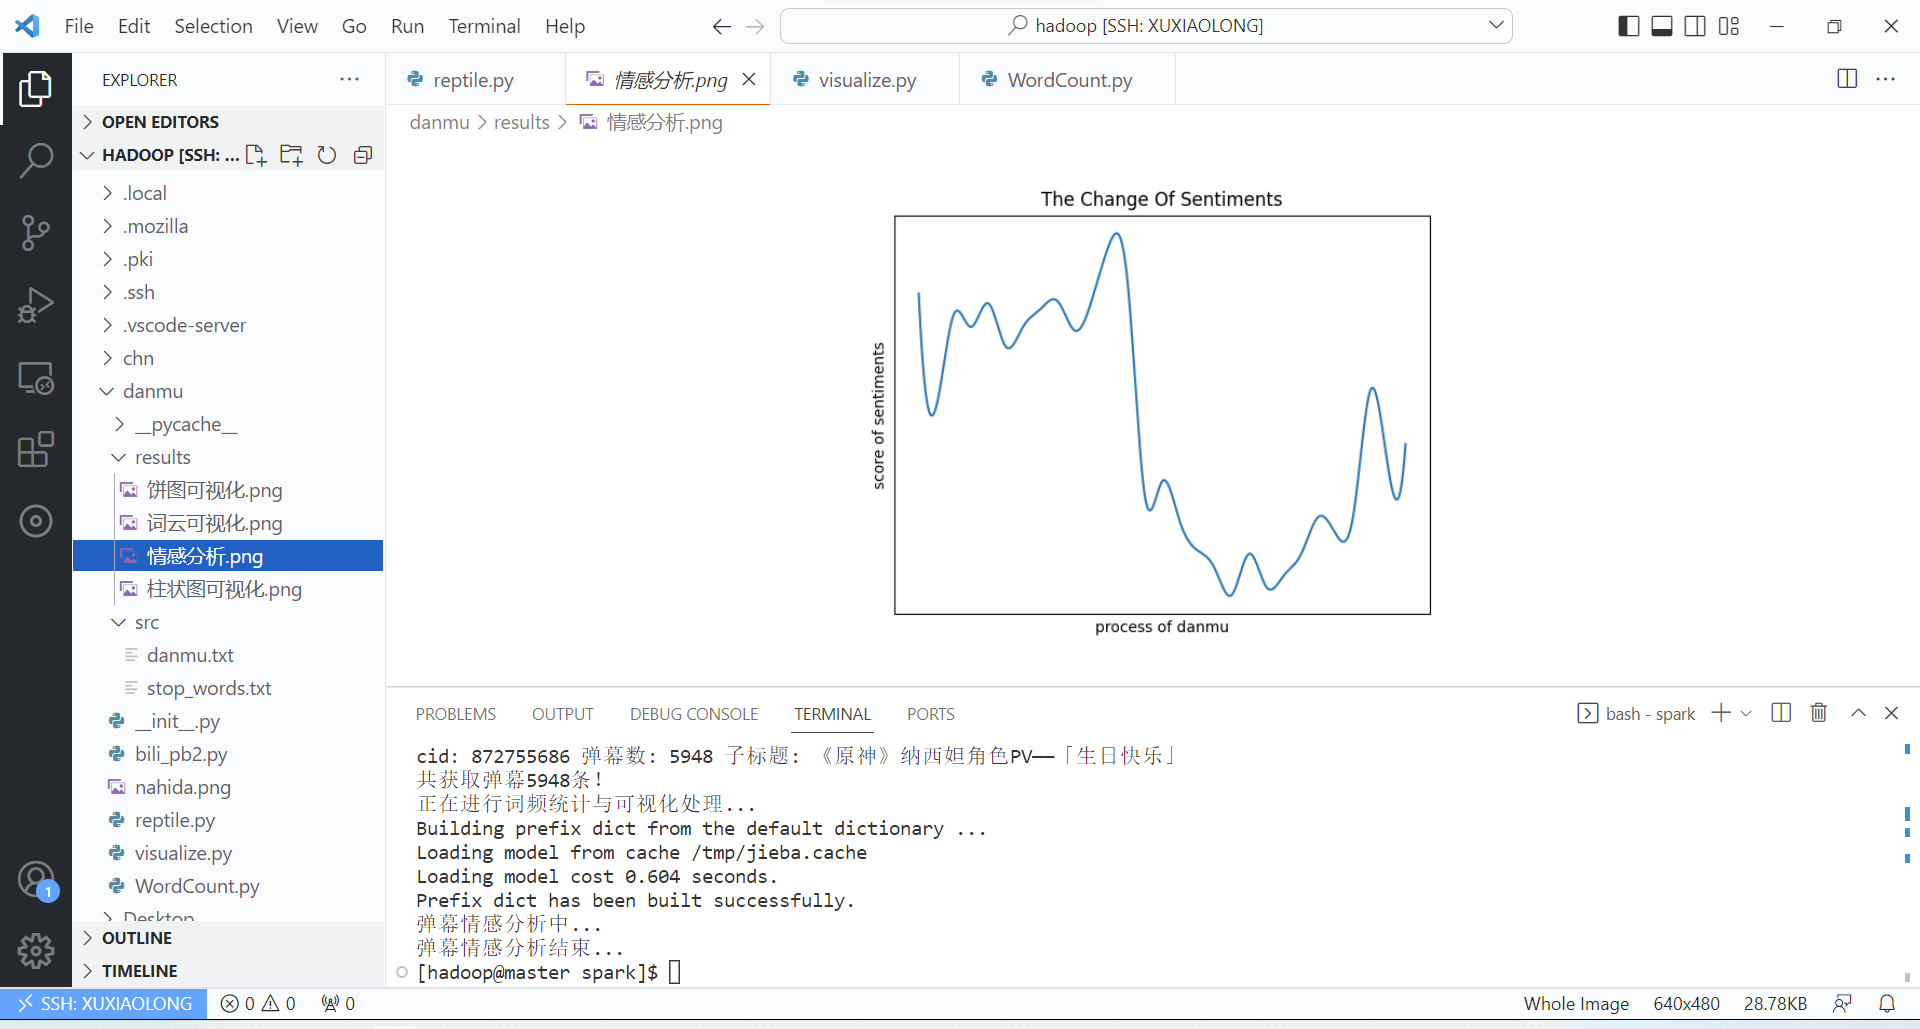 File Edit Selection View Go Run Terminal Help
hadoop [SSH: XUXIAOLONG]
EXPLORER
reptile.py
情感分析.png
visualize.py
WordCount.py
OPEN EDITORS
HADOOP [SSH: ...
.local
.mozilla
.pki
.ssh
.vscode-server
chn
danmu
__pycache__
results
饼图可视化.png
词云可视化.png
情感分析.png
柱状图可视化.png
src
danmu.txt
stop_words.txt
__init__.py
bili_pb2.py
nahida.png
reptile.py
visualize.py
WordCount.py
Desktop
OUTLINE
TIMELINE
danmu > results > 情感分析.png
The Change Of Sentiments
score of sentiments
process of danmu
PROBLEMS OUTPUT DEBUG CONSOLE TERMINAL PORTS
bash - spark
cid: 872755686 弹幕数: 5948 子标题: 《原神》纳西妲角色PV——「生日快乐」
共获取弹幕5948条!
正在进行词频统计与可视化处理...
Building prefix dict from the default dictionary ...
Loading model from cache /tmp/jieba.cache
Loading model cost 0.604 seconds.
Prefix dict has been built successfully.
弹幕情感分析中...
弹幕情感分析结束...
[hadoop@master spark]$
1
SSH: XUXIAOLONG 0 0 0
Whole Image 640x480 28.78KB